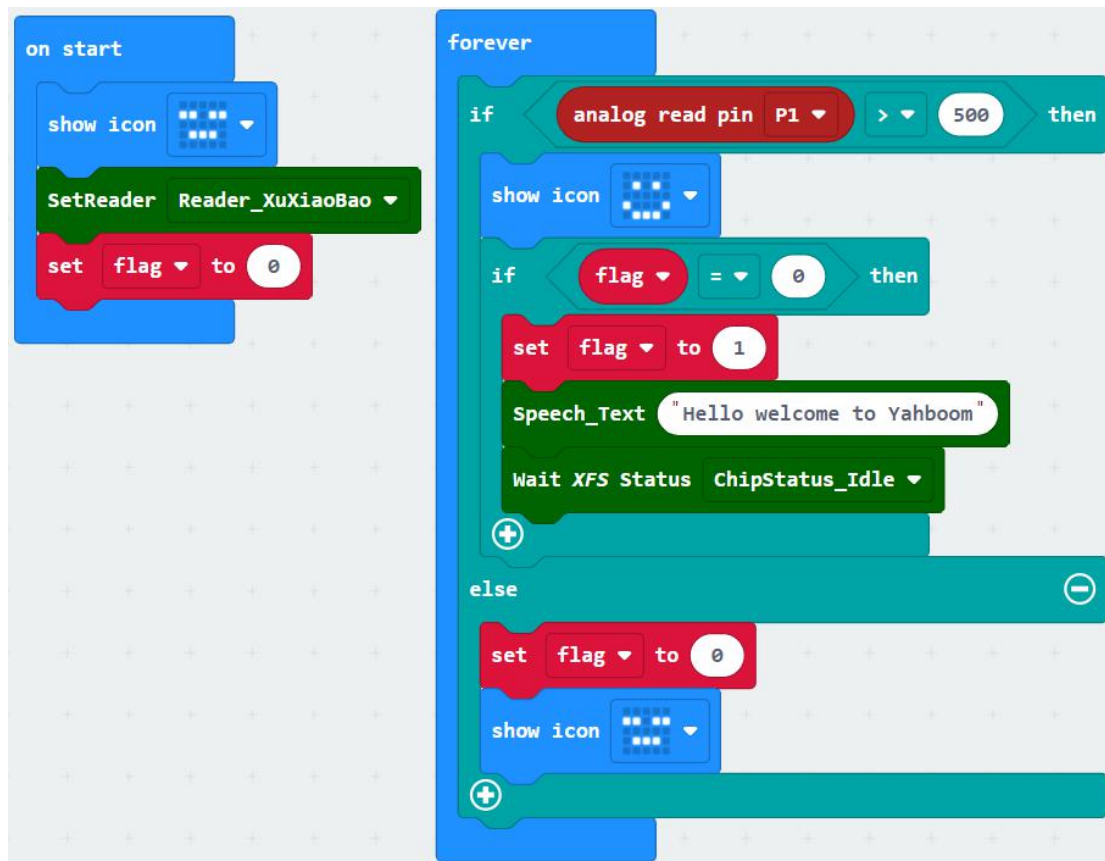 on start
show icon
SetReader Reader_XuXiaoBao
set flag to 0
forever
if analog read pin P1 > 500 then
show icon
if flag = 0 then
set flag to 1
Speech_Text "Hello welcome to Yahboom"
Wait XFS Status ChipStatus_Idle
else
set flag to 0
show icon